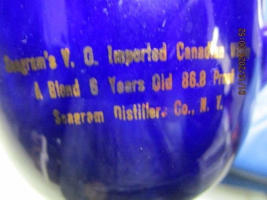 Seagram's V. O. Imported Canadian
A Blend 6 Years Old 86.8 Proof
Seagram Distillers Co., N. Y.